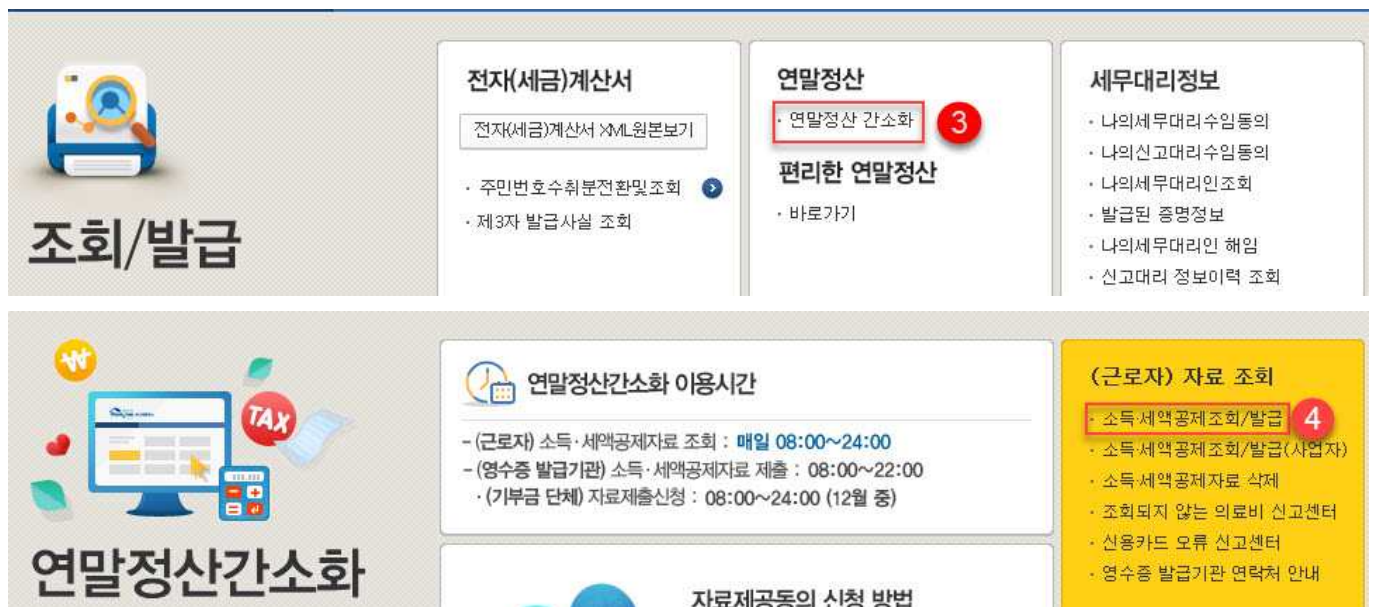 조회/발급
전자(세금)계산서
전자(세금)계산서 XML원본보기
· 주민번호수취분전환및조회
· 제3자 발급사실 조회
연말정산
· 연말정산 간소화
3
편리한 연말정산
· 바로가기
세무대리정보
· 나의세무대리수임동의
· 나의신고대리수임동의
· 나의세무대리인조회
· 발급된 증명정보
· 나의세무대리인 해임
· 신고대리 정보이력 조회
₩
TAX
연말정산간소화
연말정산간소화 이용시간
- (근로자) 소득·세액공제자료 조회 : 매일 08:00~24:00
- (영수증 발급기관) 소득·세액공제자료 제출 : 08:00~22:00
· (기부금 단체) 자료제출신청 : 08:00~24:00 (12월 중)
자료제공동의 신청 방법
(근로자) 자료 조회
· 소득·세액공제조회/발급
4
· 소득·세액공제조회/발급(사업자)
· 소득·세액공제자료 삭제
· 조회되지 않는 의료비 신고센터
· 신용카드 오류 신고센터
· 영수증 발급기관 연락처 안내